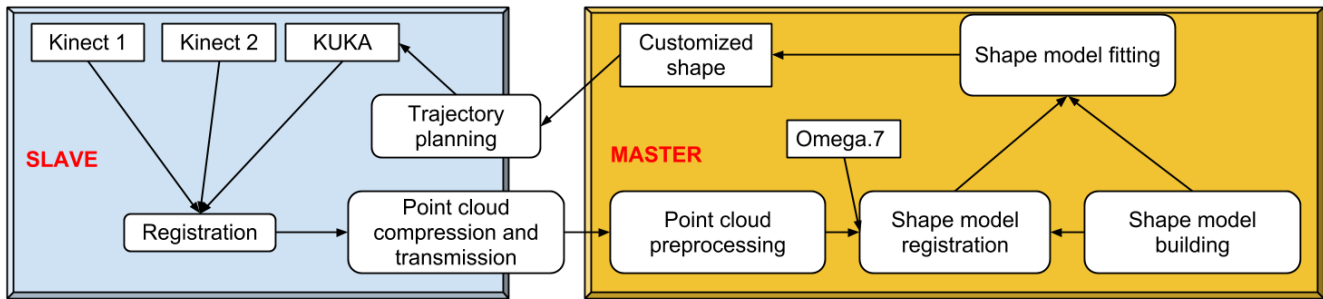 Kinect 1
Kinect 2
KUKA
Trajectory
planning
SLAVE
Registration
Point cloud
compression and
transmission
Customized
shape
Shape model fitting
Omega.7
MASTER
Point cloud
preprocessing
Shape model
registration
Shape model
building